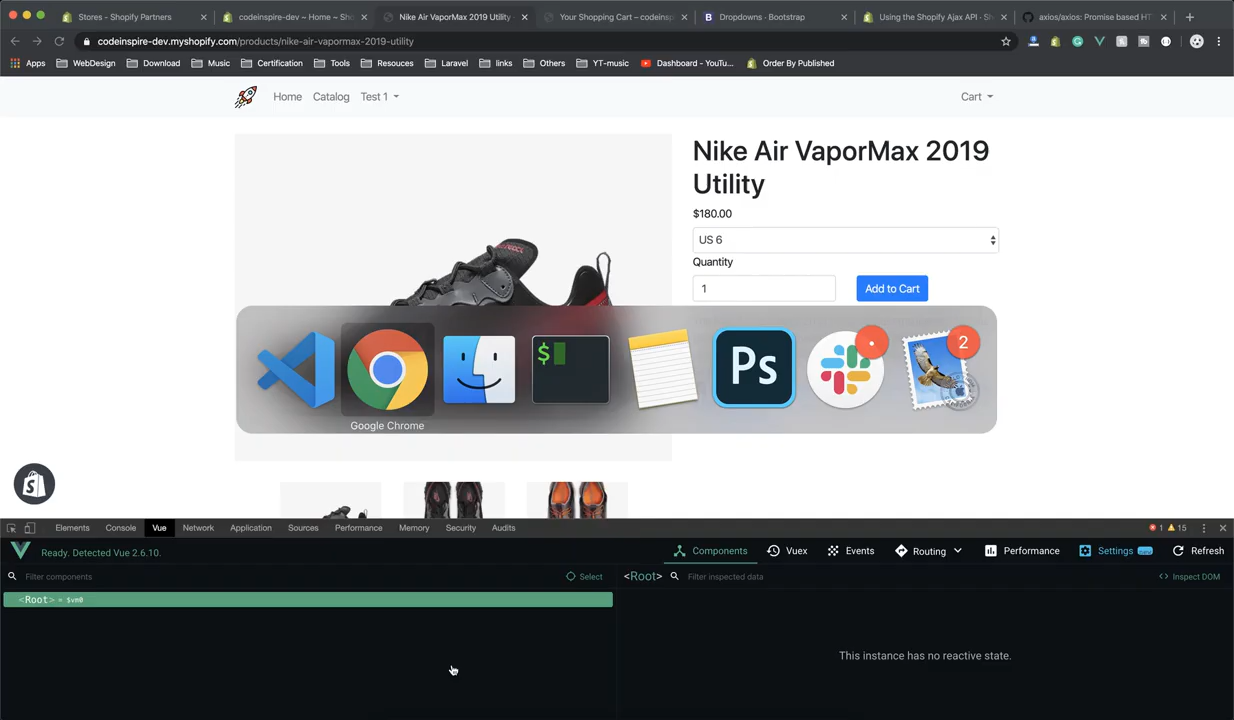 Stores - Shopify Partners
codeinspire-dev ~ Home ~ Sho
Nike Air VaporMax 2019 Utility
Your Shopping Cart – codeinsp
Dropdowns · Bootstrap
Using the Shopify Ajax API · Sh
axios/axios: Promise based HT
codeinspire-dev.myshopify.com/products/nike-air-vapormax-2019-utility
Apps
WebDesign
Download
Music
Certification
Tools
Resouces
Laravel
links
Others
YT-music
Dashboard - YouTu...
Order By Published
Home
Catalog
Test 1
Cart
Nike Air VaporMax 2019
Utility
$180.00
US 6
Quantity
1
Add to Cart
$
Ps
2
Google Chrome
Elements
Console
Vue
Network
Application
Sources
Performance
Memory
Security
Audits
1
15
Ready. Detected Vue 2.6.10.
Components
Vuex
Events
Routing
Performance
Settings
Refresh
Filter components
Select
<Root>
Filter inspected data
<> Inspect DOM
<Root> = $vm0
This instance has no reactive state.